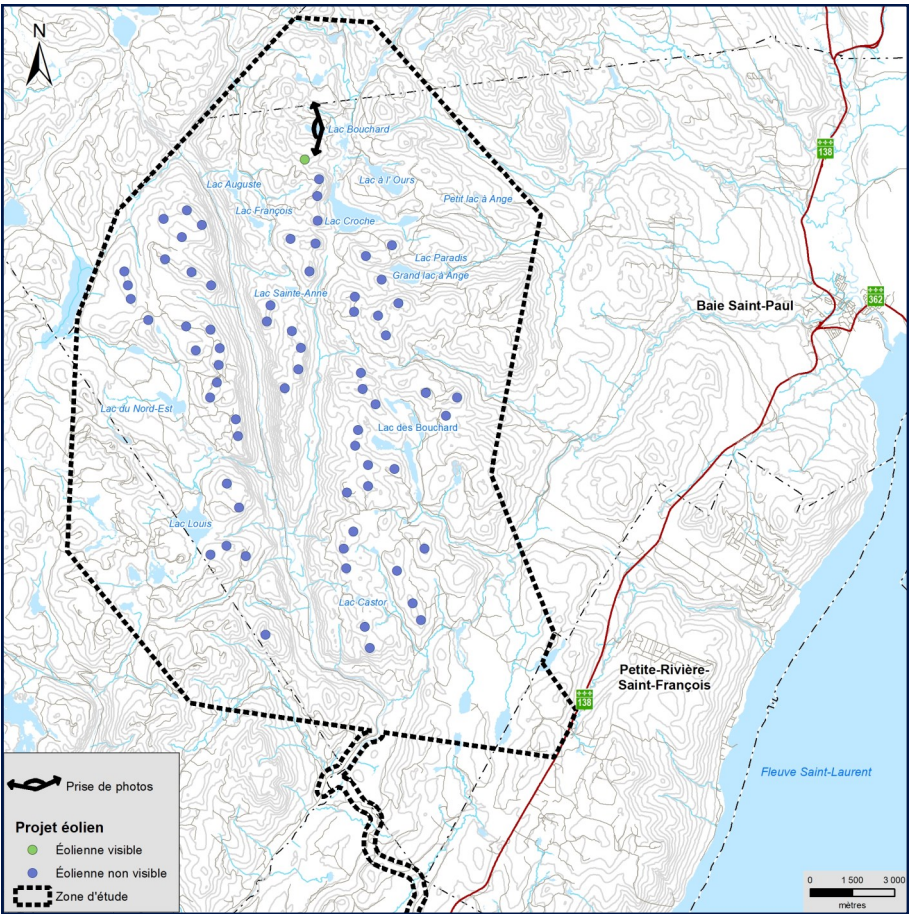 N
138
Lac Bouchard
Lac Auguste
Lac à l' Ours
Petit lac à Ange
Lac François
Lac Croche
Lac Paradis
Grand lac à Ange
Lac Sainte-Anne
Baie Saint-Paul
362
Lac du Nord-Est
Lac des Bouchard
Lac Louis
Lac Castor
Petite-Rivière-
Saint-François
138
Fleuve Saint-Laurent
Prise de photos
Projet éolien
Éolienne visible
Éolienne non visible
Zone d'étude
0 1 500 3 000
mètres